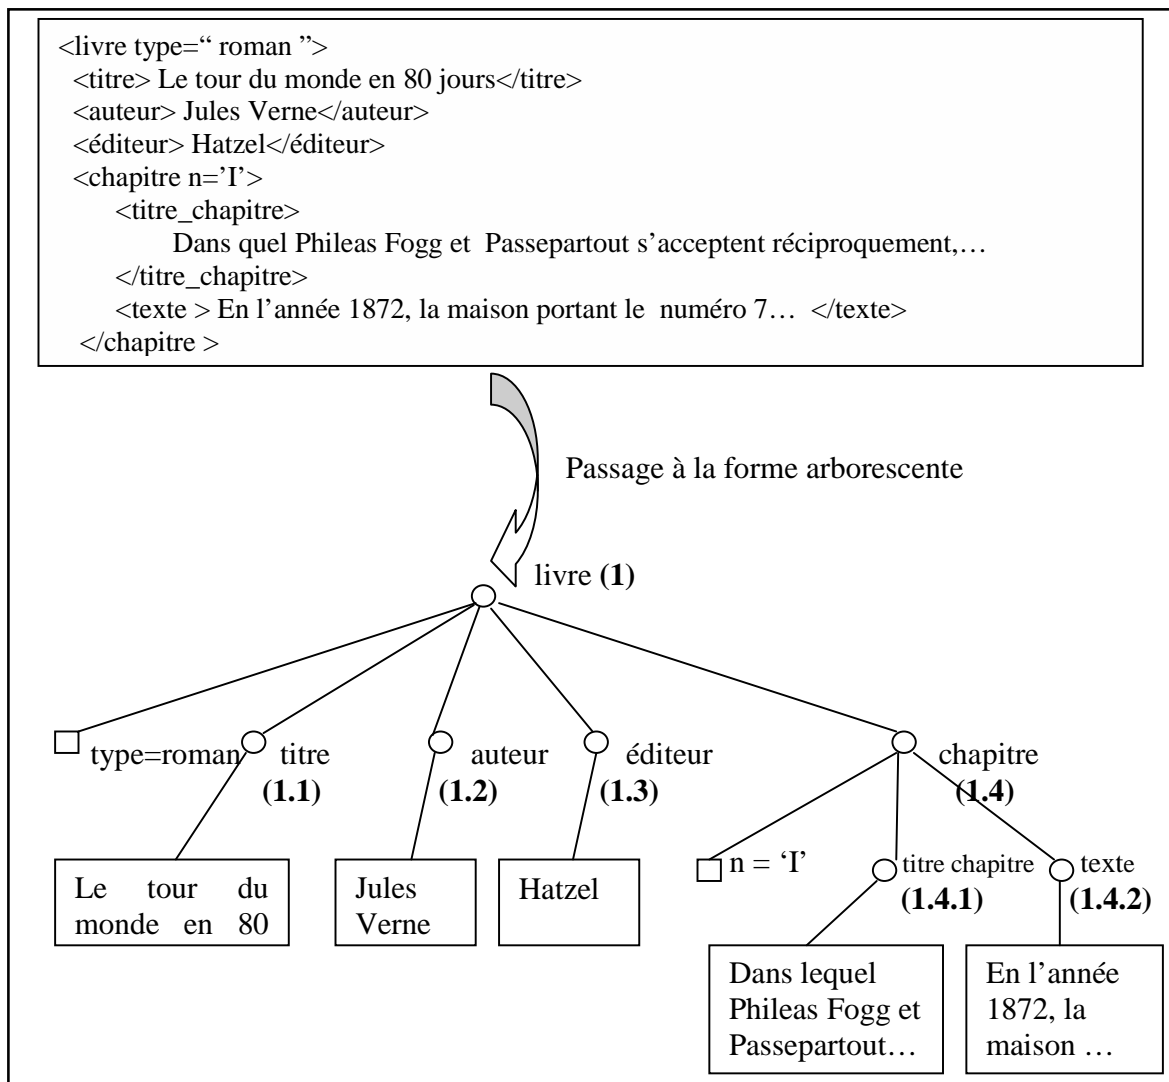 <livre type=“ roman ”>
<titre> Le tour du monde en 80 jours</titre>
<auteur> Jules Verne</auteur>
<éditeur> Hatzel</éditeur>
<chapitre n=’I’>
<titre_chapitre>
Dans quel Phileas Fogg et Passepartout s’acceptent réciproquement,…
</titre_chapitre>
<texte > En l’année 1872, la maison portant le numéro 7… </texte>
</chapitre >
Passage à la forme arborescente
livre (1)
type=roman titre auteur éditeur chapitre
(1.1) (1.2) (1.3) (1.4)
Le tour du
monde en 80
Jules
Verne
Hatzel
n = ‘I’ titre chapitre texte
(1.4.1) (1.4.2)
Dans lequel
Phileas Fogg et
Passepartout…
En l’année
1872, la
maison …